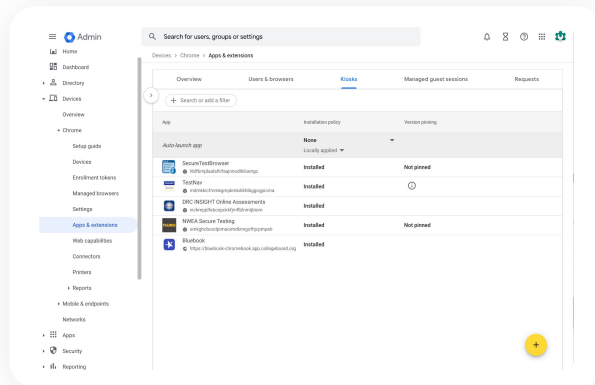 Admin
Search for users, groups or settings
Home
Dashboard
Directory
Devices
Overview
Chrome
Setup guide
Devices
Enrollment tokens
Managed browsers
Settings
Apps & extensions
Web capabilities
Connectors
Printers
Reports
Mobile & endpoints
Networks
Apps
Security
Reporting
Devices > Chrome > Apps & extensions
Overview Users & browsers Kiosks Managed guest sessions Requests
Search or add a filter
App Installation policy Version pinning
Auto-launch app None
Locally applied
SecureTestBrowser Installed Not pinned
TestNav Installed
DRC INSIGHT Online Assessments Installed
NWEA Secure Testing Installed Not pinned
Bluebook Installed
https://bluebook-chromebook.app.collegeboard.org